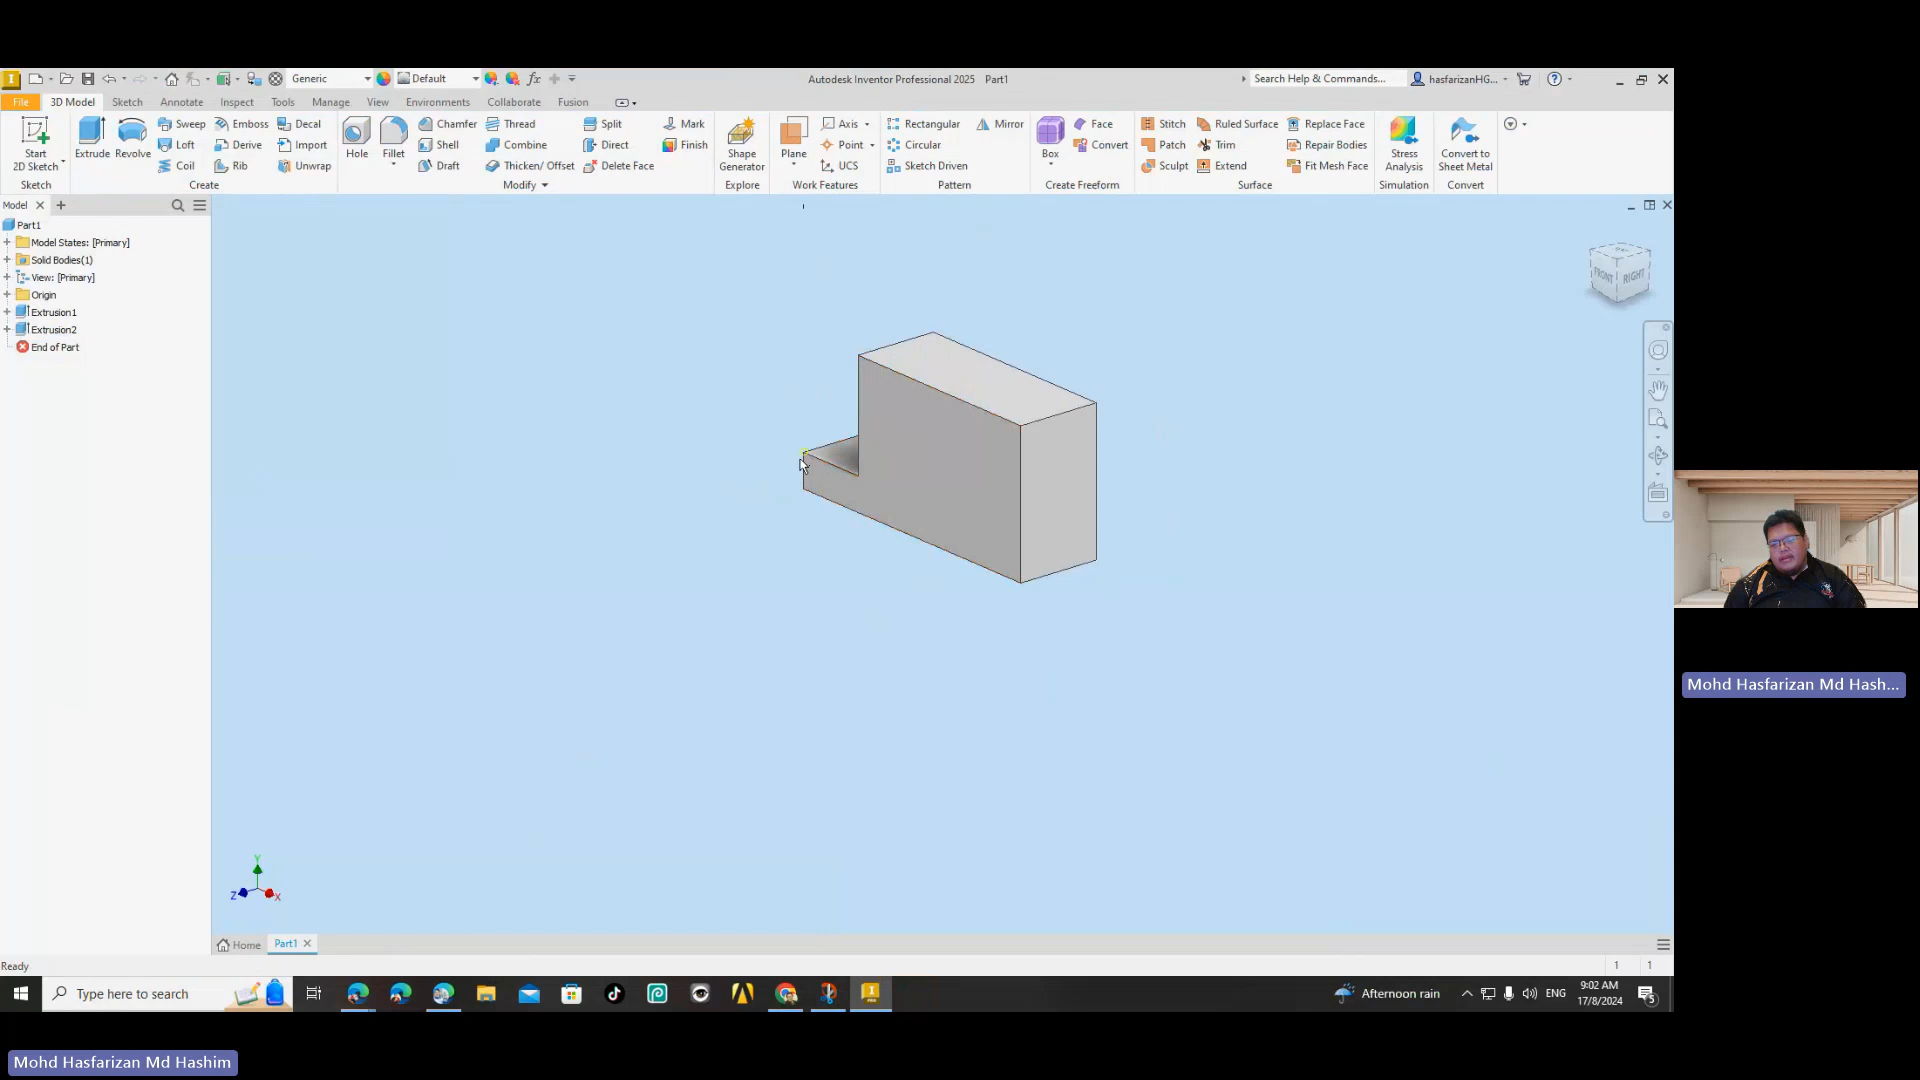 Generic
Default
fx
Autodesk Inventor Professional 2025 Part1
Search Help & Commands...
hasfarizanHG...
File 3D Model Sketch Annotate Inspect Tools Manage View Environments Collaborate Fusion
Start
2D Sketch
Sketch
Extrude
Revolve
Sweep
Loft
Coil
Emboss
Derive
Rib
Decal
Import
Unwrap
Create
Hole
Fillet
Chamfer
Shell
Draft
Thread
Combine
Thicken/ Offset
Split
Direct
Delete Face
Modify
Mark
Finish
Shape
Generator
Explore
Plane
Axis
Point
UCS
Work Features
Rectangular
Circular
Sketch Driven
Mirror
Pattern
Box
Face
Convert
Create Freeform
Stitch
Patch
Sculpt
Ruled Surface
Trim
Extend
Replace Face
Repair Bodies
Fit Mesh Face
Surface
Stress
Analysis
Simulation
Convert to
Sheet Metal
Convert
Model
Part1
Model States: [Primary]
Solid Bodies(1)
View: [Primary]
Origin
Extrusion1
Extrusion2
End of Part
FRONT
RIGHT
Y
Z
X
Home
Part1
Ready
1 1
Type here to search
Afternoon rain
ENG
9:02 AM
17/8/2024
5
Mohd Hasfarizan Md Hash...
Mohd Hasfarizan Md Hashim